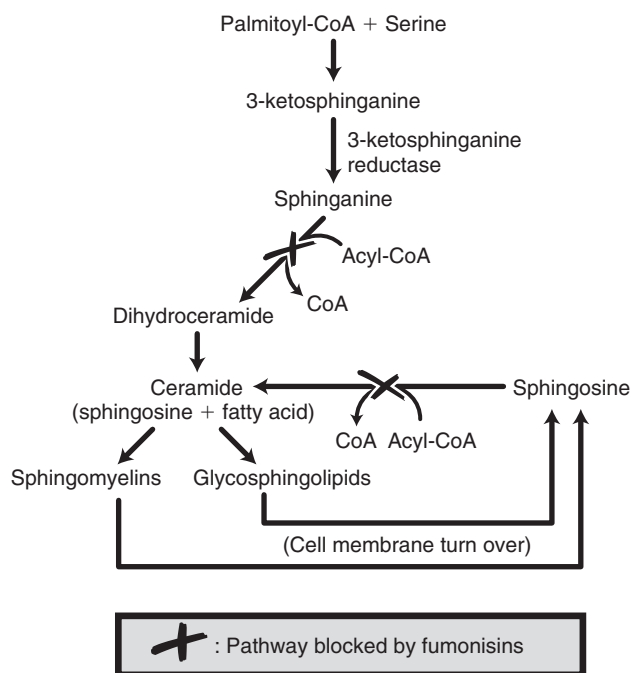 Palmitoyl-CoA + Serine
3-ketosphinganine
3-ketosphinganine
reductase
Sphinganine
Acyl-CoA
CoA
Dihydroceramide
Ceramide
(sphingosine + fatty acid)
Sphingosine
CoA Acyl-CoA
Sphingomyelins Glycosphingolipids
(Cell membrane turn over)
: Pathway blocked by fumonisins